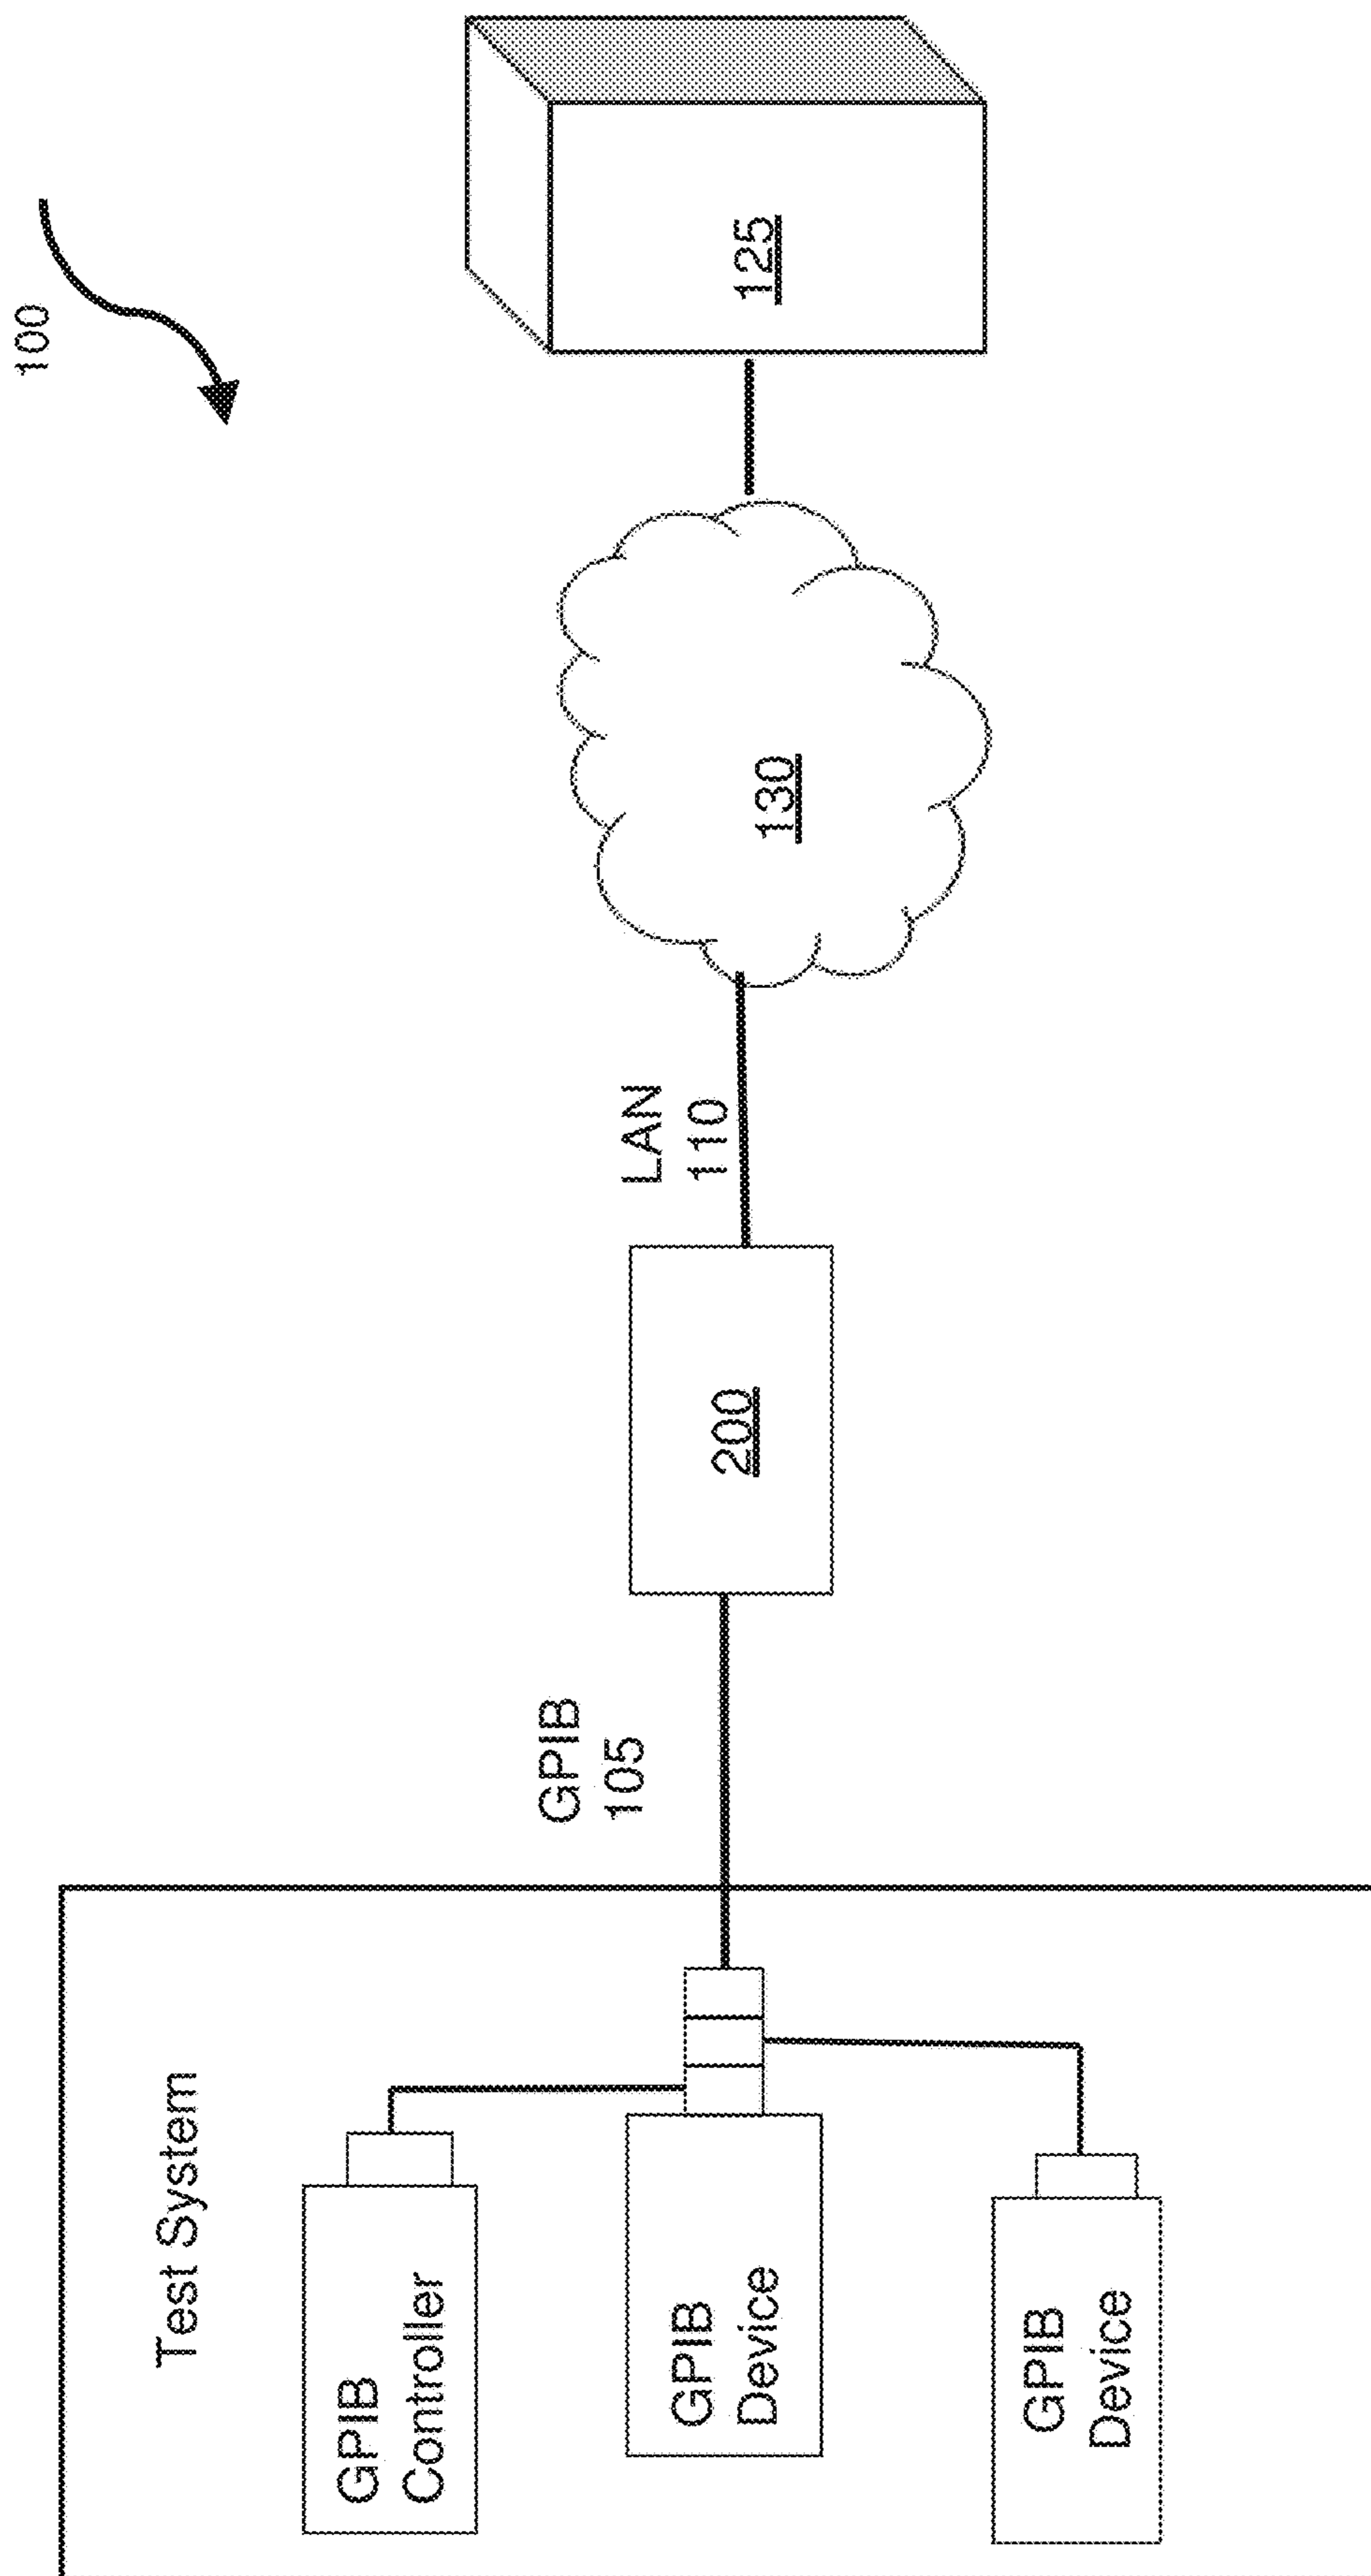 100
Test System
GPIB
Controller
GPIB
Device
GPIB
Device
GPIB
105
200
LAN
110
130
125